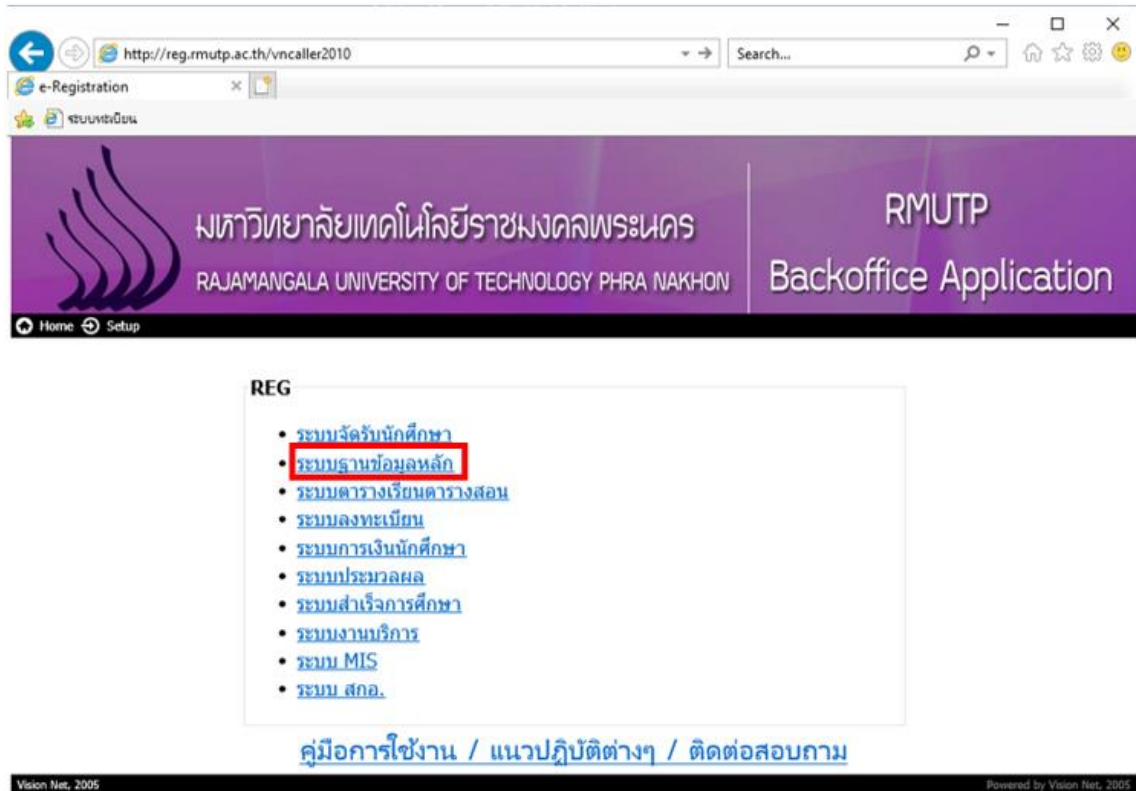 http://reg.rmutp.ac.th/vncaller2010
Search...
e-Registration
ระบบทะเบียน
มหาวิทยาลัยเทคโนโลยีราชมงคลพระนคร
RAJAMANGALA UNIVERSITY OF TECHNOLOGY PHRA NAKHON
RMUTP
Backoffice Application
Home Setup
REG
• ระบบจัดรับนักศึกษา
• ระบบฐานข้อมูลหลัก
• ระบบตารางเรียนตารางสอน
• ระบบลงทะเบียน
• ระบบการเงินนักศึกษา
• ระบบประมวลผล
• ระบบสำเร็จการศึกษา
• ระบบงานบริการ
• ระบบ MIS
• ระบบ สกอ.
คู่มือการใช้งาน / แนวปฏิบัติต่างๆ / ติดต่อสอบถาม
Vision Net, 2005
Powered by Vision Net, 2005